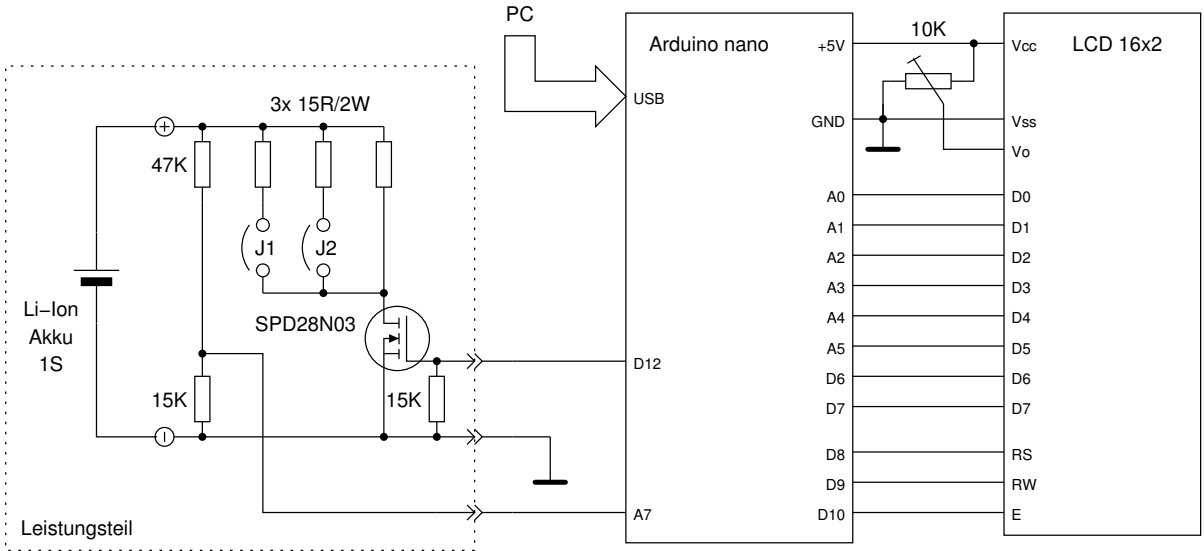 PC
Arduino nano
+5V
10K
Vcc
LCD 16x2
USB
3x 15R/2W
GND
Vss
Vo
47K
A0
D0
A1
D1
J1
J2
A2
D2
A3
D3
Li–Ion
Akku
1S
SPD28N03
A4
D4
A5
D5
D12
D6
D6
15K
15K
D7
D7
D8
RS
D9
RW
A7
D10
E
Leistungsteil